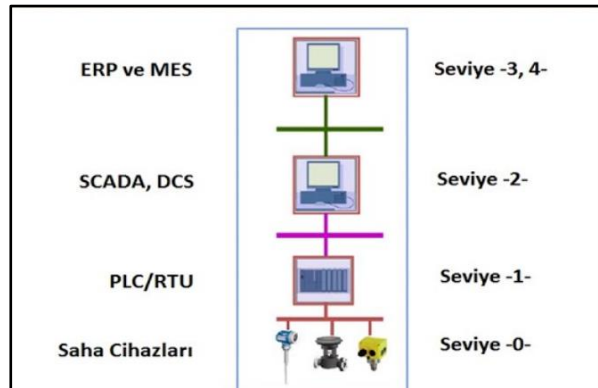 ERP ve MES Seviye -3, 4-
SCADA, DCS Seviye -2-
PLC/RTU Seviye -1-
Saha Cihazları Seviye -0-